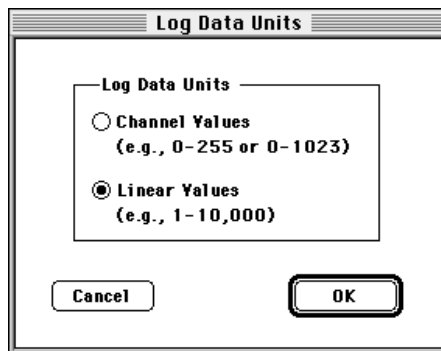 Log Data Units
Log Data Units
Channel Values
(e.g., 0-255 or 0-1023)
Linear Values
(e.g., 1-10,000)
Cancel
OK